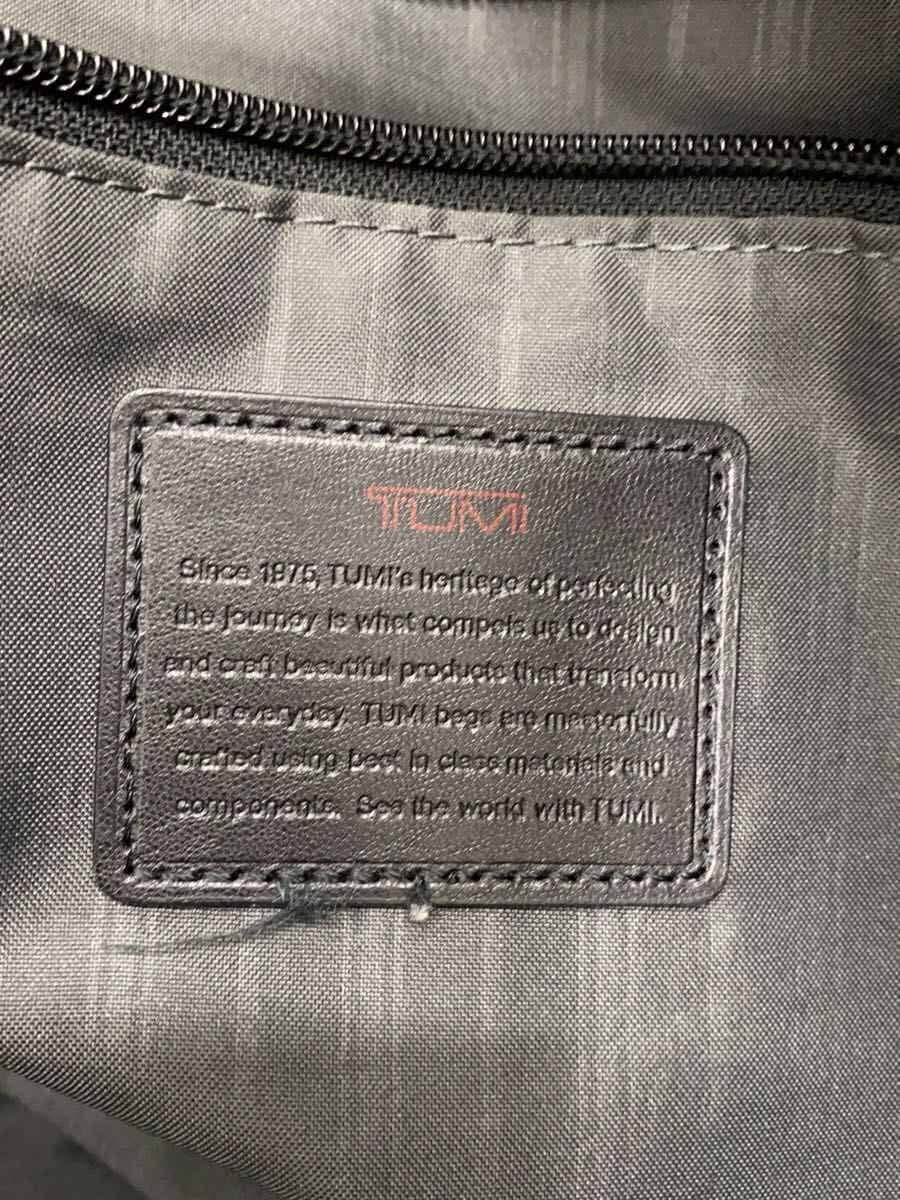 TUMI
Since 1975, TUMI's heritage of perfecting
the journey is what compels us to design
and craft beautiful products that transform
your everyday. TUMI bags are masterfully
crafted using best in class materials and
components. See the world with TUMI.